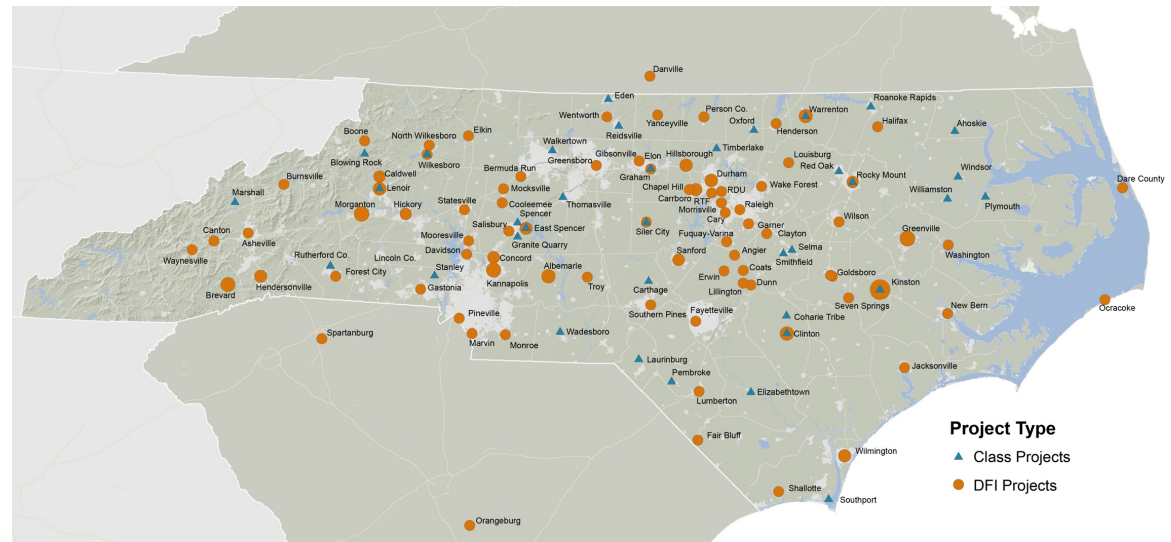 Danville
Eden
Roanoke Rapids
Person Co.
Warrenton
Wentworth
Yanceyville
Oxford
Halifax
Reidsville
Henderson
Ahoskie
Boone
North Wilkesboro
Elkin
Walkertown
Gibsonville
Elon
Hillsborough
Timberlake
Louisburg
Blowing Rock
Wilkesboro
Greensboro
Red Oak
Bermuda Run
Graham
Durham
Windsor
Caldwell
Rocky Mount
Dare County
Burnsville
Lenoir
Mocksville
Chapel Hill
RDU
Wake Forest
Marshall
Carrboro
RTF
Williamston
Plymouth
Cooleemee
Thomasville
Morganton
Hickory
Statesville
Spencer
Morrisville
Raleigh
Cary
Canton
Salisbury
East Spencer
Siler City
Garner
Wilson
Asheville
Mooresville
Granite Quarry
Fuquay-Varina
Clayton
Greenville
Waynesville
Rutherford Co.
Lincoln Co.
Davidson
Concord
Sanford
Angier
Selma
Smithfield
Washington
Forest City
Stanley
Albemarle
Erwin
Coats
Goldsboro
Brevard
Hendersonville
Gastonia
Kannapolis
Troy
Carthage
Lillington
Dunn
Kinston
Seven Springs
Southern Pines
Fayetteville
New Bern
Ocracoke
Pineville
Coharie Tribe
Spartanburg
Marvin
Monroe
Wadesboro
Clinton
Laurinburg
Jacksonville
Pembroke
Lumberton
Elizabethtown
Fair Bluff
Project Type
Wilmington
Class Projects
Shallotte
DFI Projects
Southport
Orangeburg